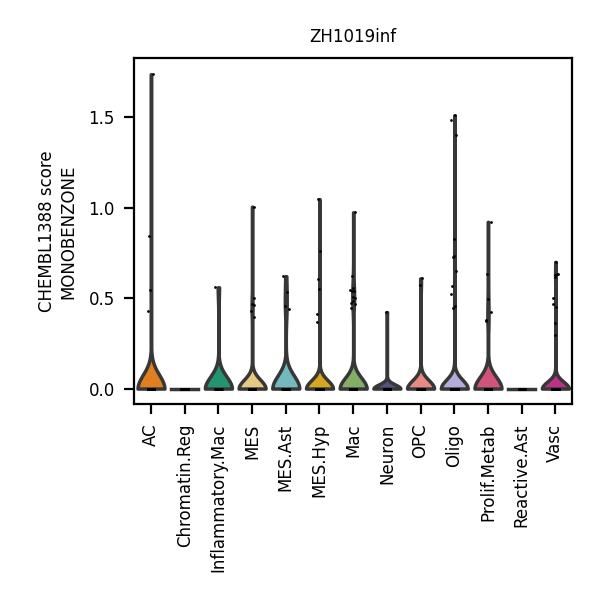 ZH1019inf
CHEMBL1388 score
MONOBENZONE
1.5
1.0
0.5
0.0
AC
Chromatin.Reg
Inflammatory.Mac
MES
MES.Ast
MES.Hyp
Mac
Neuron
OPC
Oligo
Prolif.Metab
Reactive.Ast
Vasc